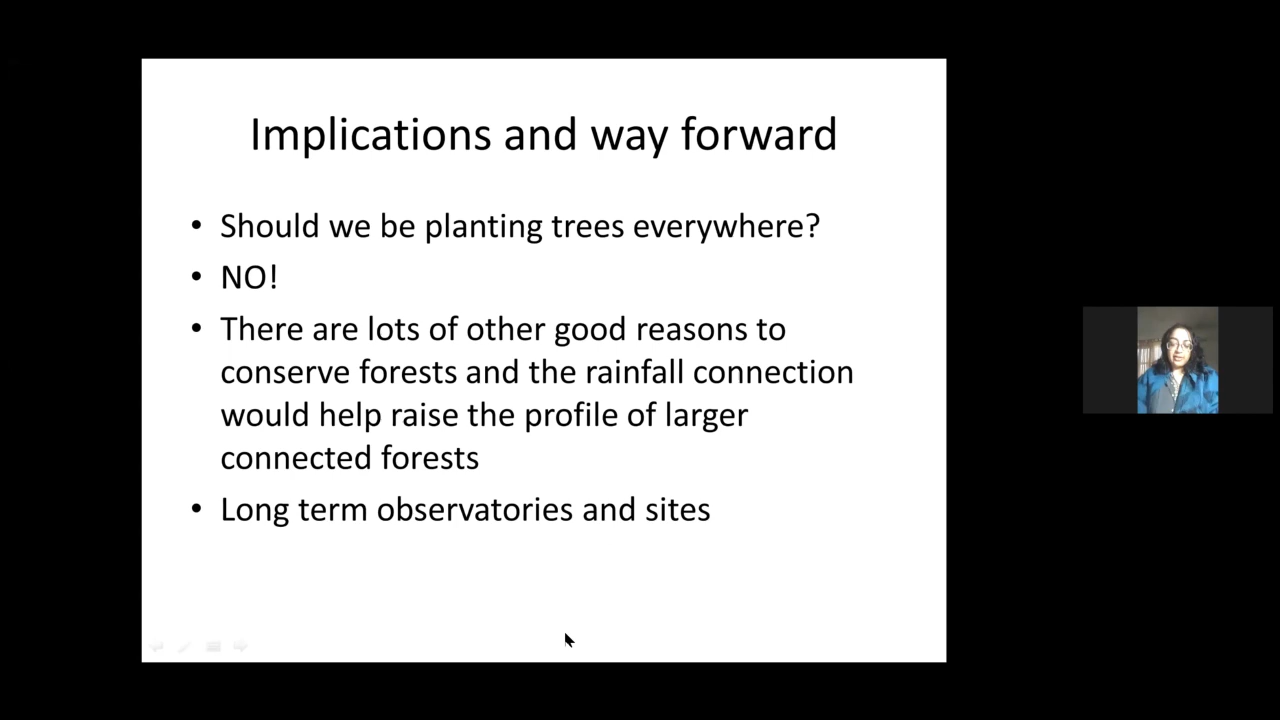 Implications and way forward
• Should we be planting trees everywhere?
• NO!
• There are lots of other good reasons to
conserve forests and the rainfall connection
would help raise the profile of larger
connected forests
• Long term observatories and sites